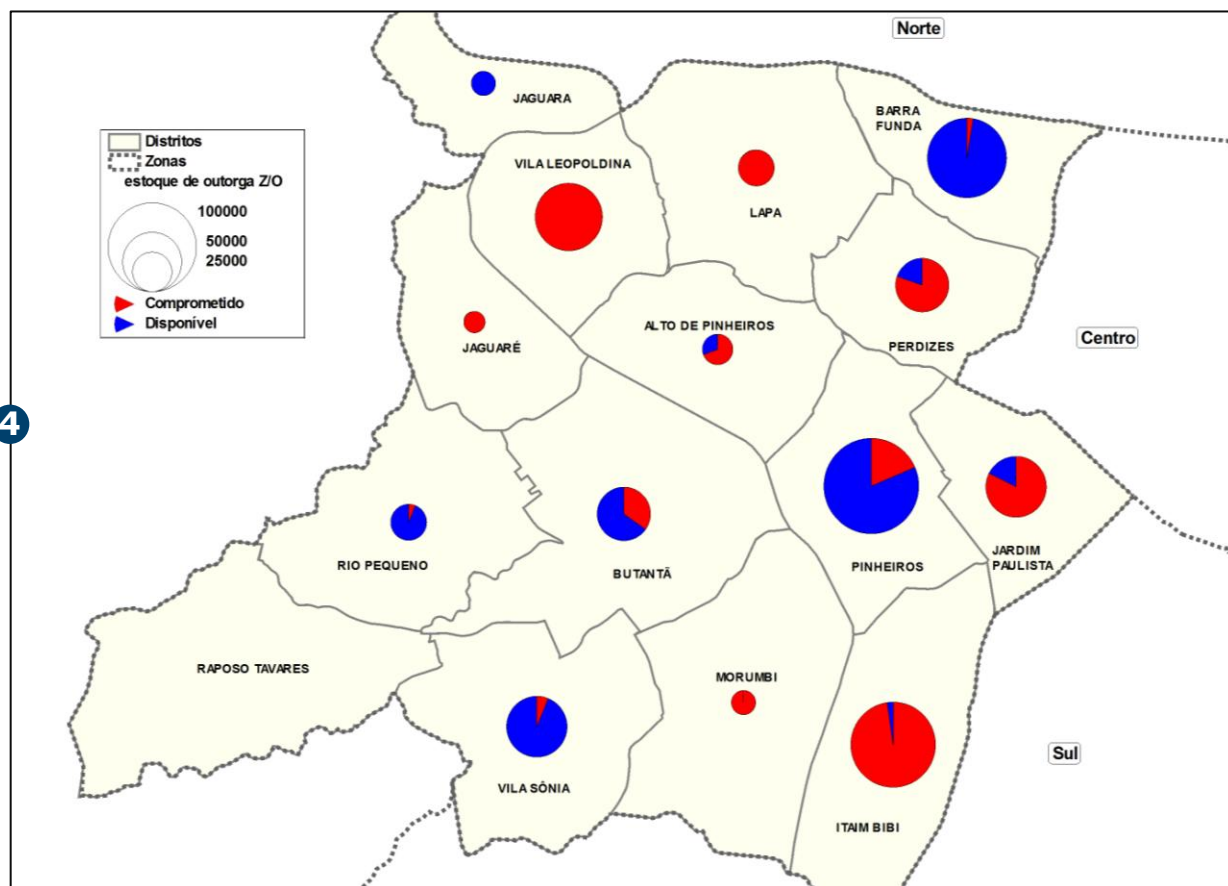 Norte
JAGUARA
BARRA
FUNDA
Distritos
Zonas
estoque de outorga Z/O
100000
50000
25000
Comprometido
Disponível
VILA LEOPOLDINA
LAPA
JAGUARÉ
ALTO DE PINHEIROS
PERDIZES
Centro
4
RIO PEQUENO
BUTANTÃ
PINHEIROS
JARDIM
PAULISTA
RAPOSO TAVARES
MORUMBI
VILA SÔNIA
ITAIM BIBI
Sul